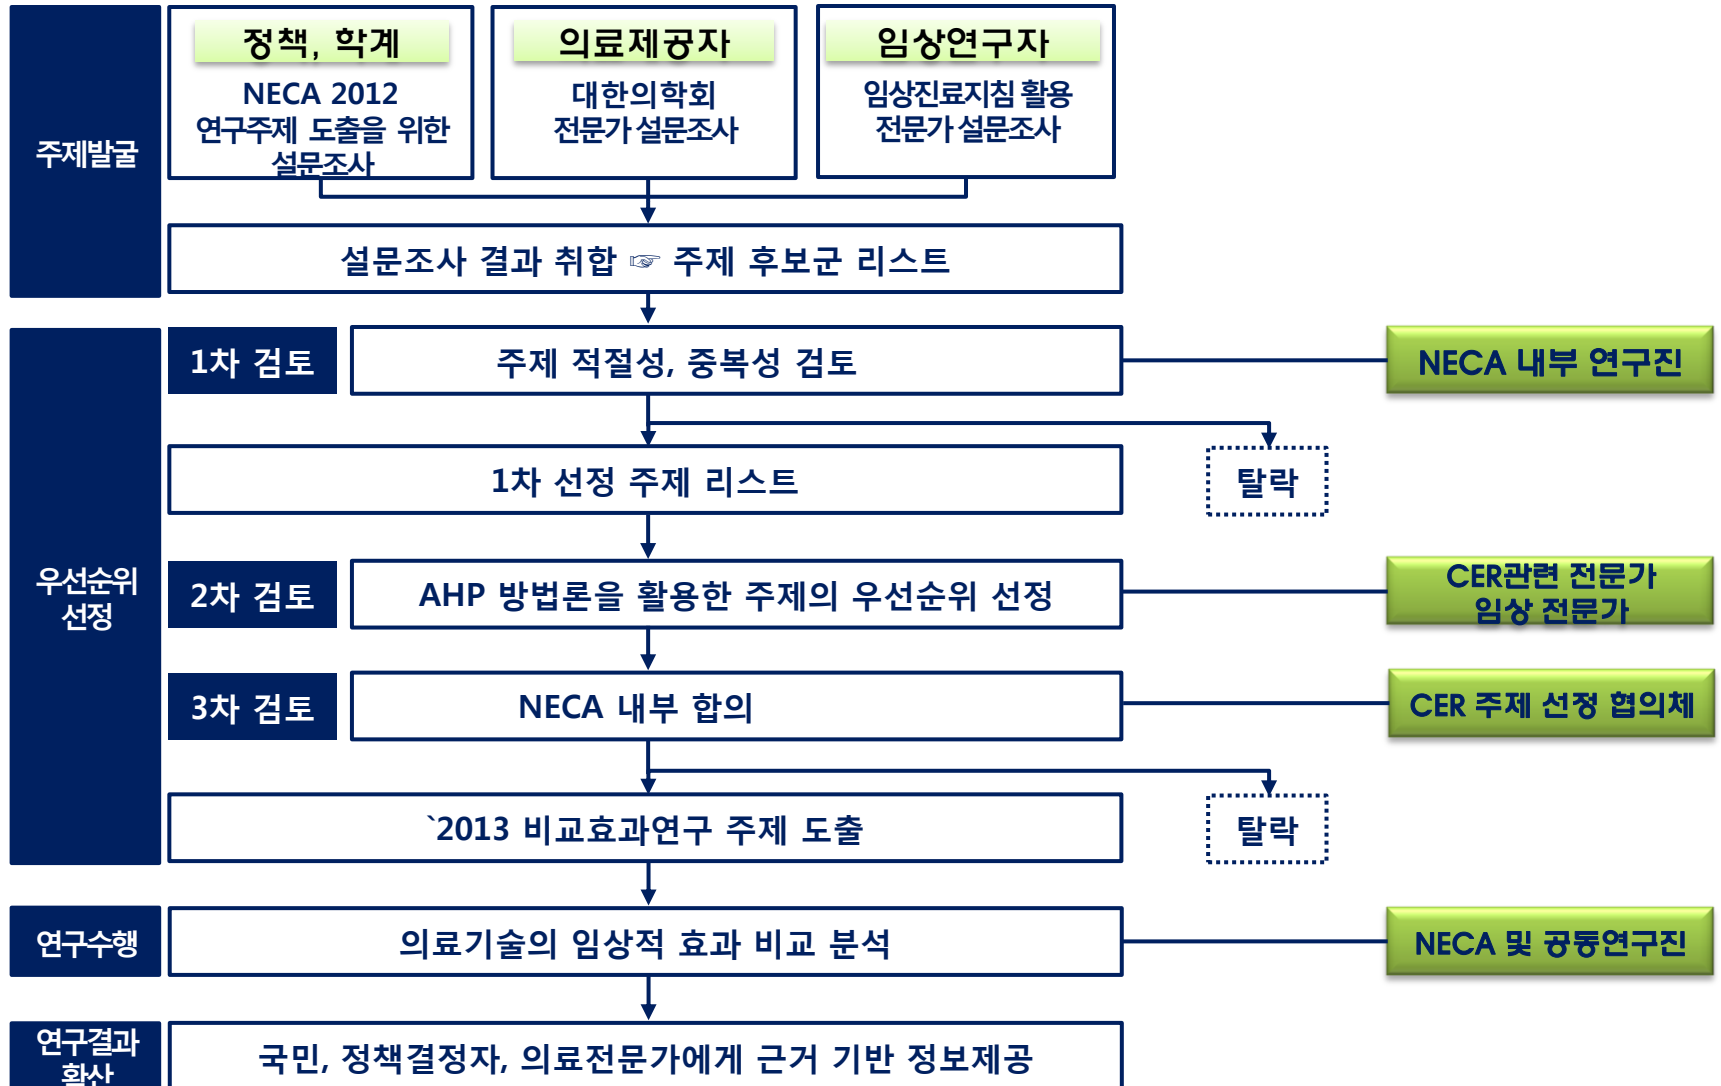 주제발굴
정책, 학계
NECA 2012
연구주제 도출을 위한
설문조사
의료제공자
대한의학회
전문가 설문조사
임상연구자
임상진료지침 활용
전문가 설문조사
설문조사 결과 취합 ☞ 주제 후보군 리스트
우선순위
선정
1차 검토
주제 적절성, 중복성 검토
NECA 내부 연구진
1차 선정 주제 리스트
탈락
2차 검토
AHP 방법론을 활용한 주제의 우선순위 선정
CER관련 전문가
임상 전문가
3차 검토
NECA 내부 합의
CER 주제 선정 협의체
`2013 비교효과연구 주제 도출
탈락
연구수행
의료기술의 임상적 효과 비교 분석
NECA 및 공동연구진
연구결과
확산
국민, 정책결정자, 의료전문가에게 근거 기반 정보제공